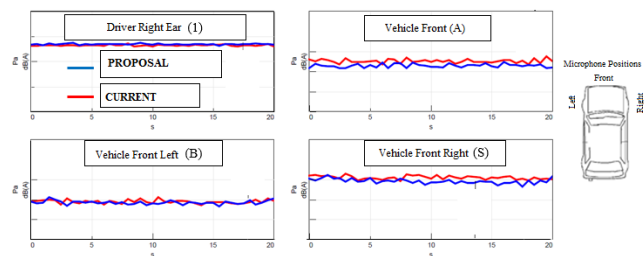 Driver Right Ear (1)
Pa
dB(A)
PROPOSAL
CURRENT
0 5 10 15 20
s
Vehicle Front (A)
Pa
dB(A)
0 5 10 15 20
s
Microphone Positions
Front
Left
Right
Vehicle Front Left (B)
Pa
dB(A)
0 5 10 15 20
s
Vehicle Front Right (S)
Pa
dB(A)
0 5 10 15 20
s